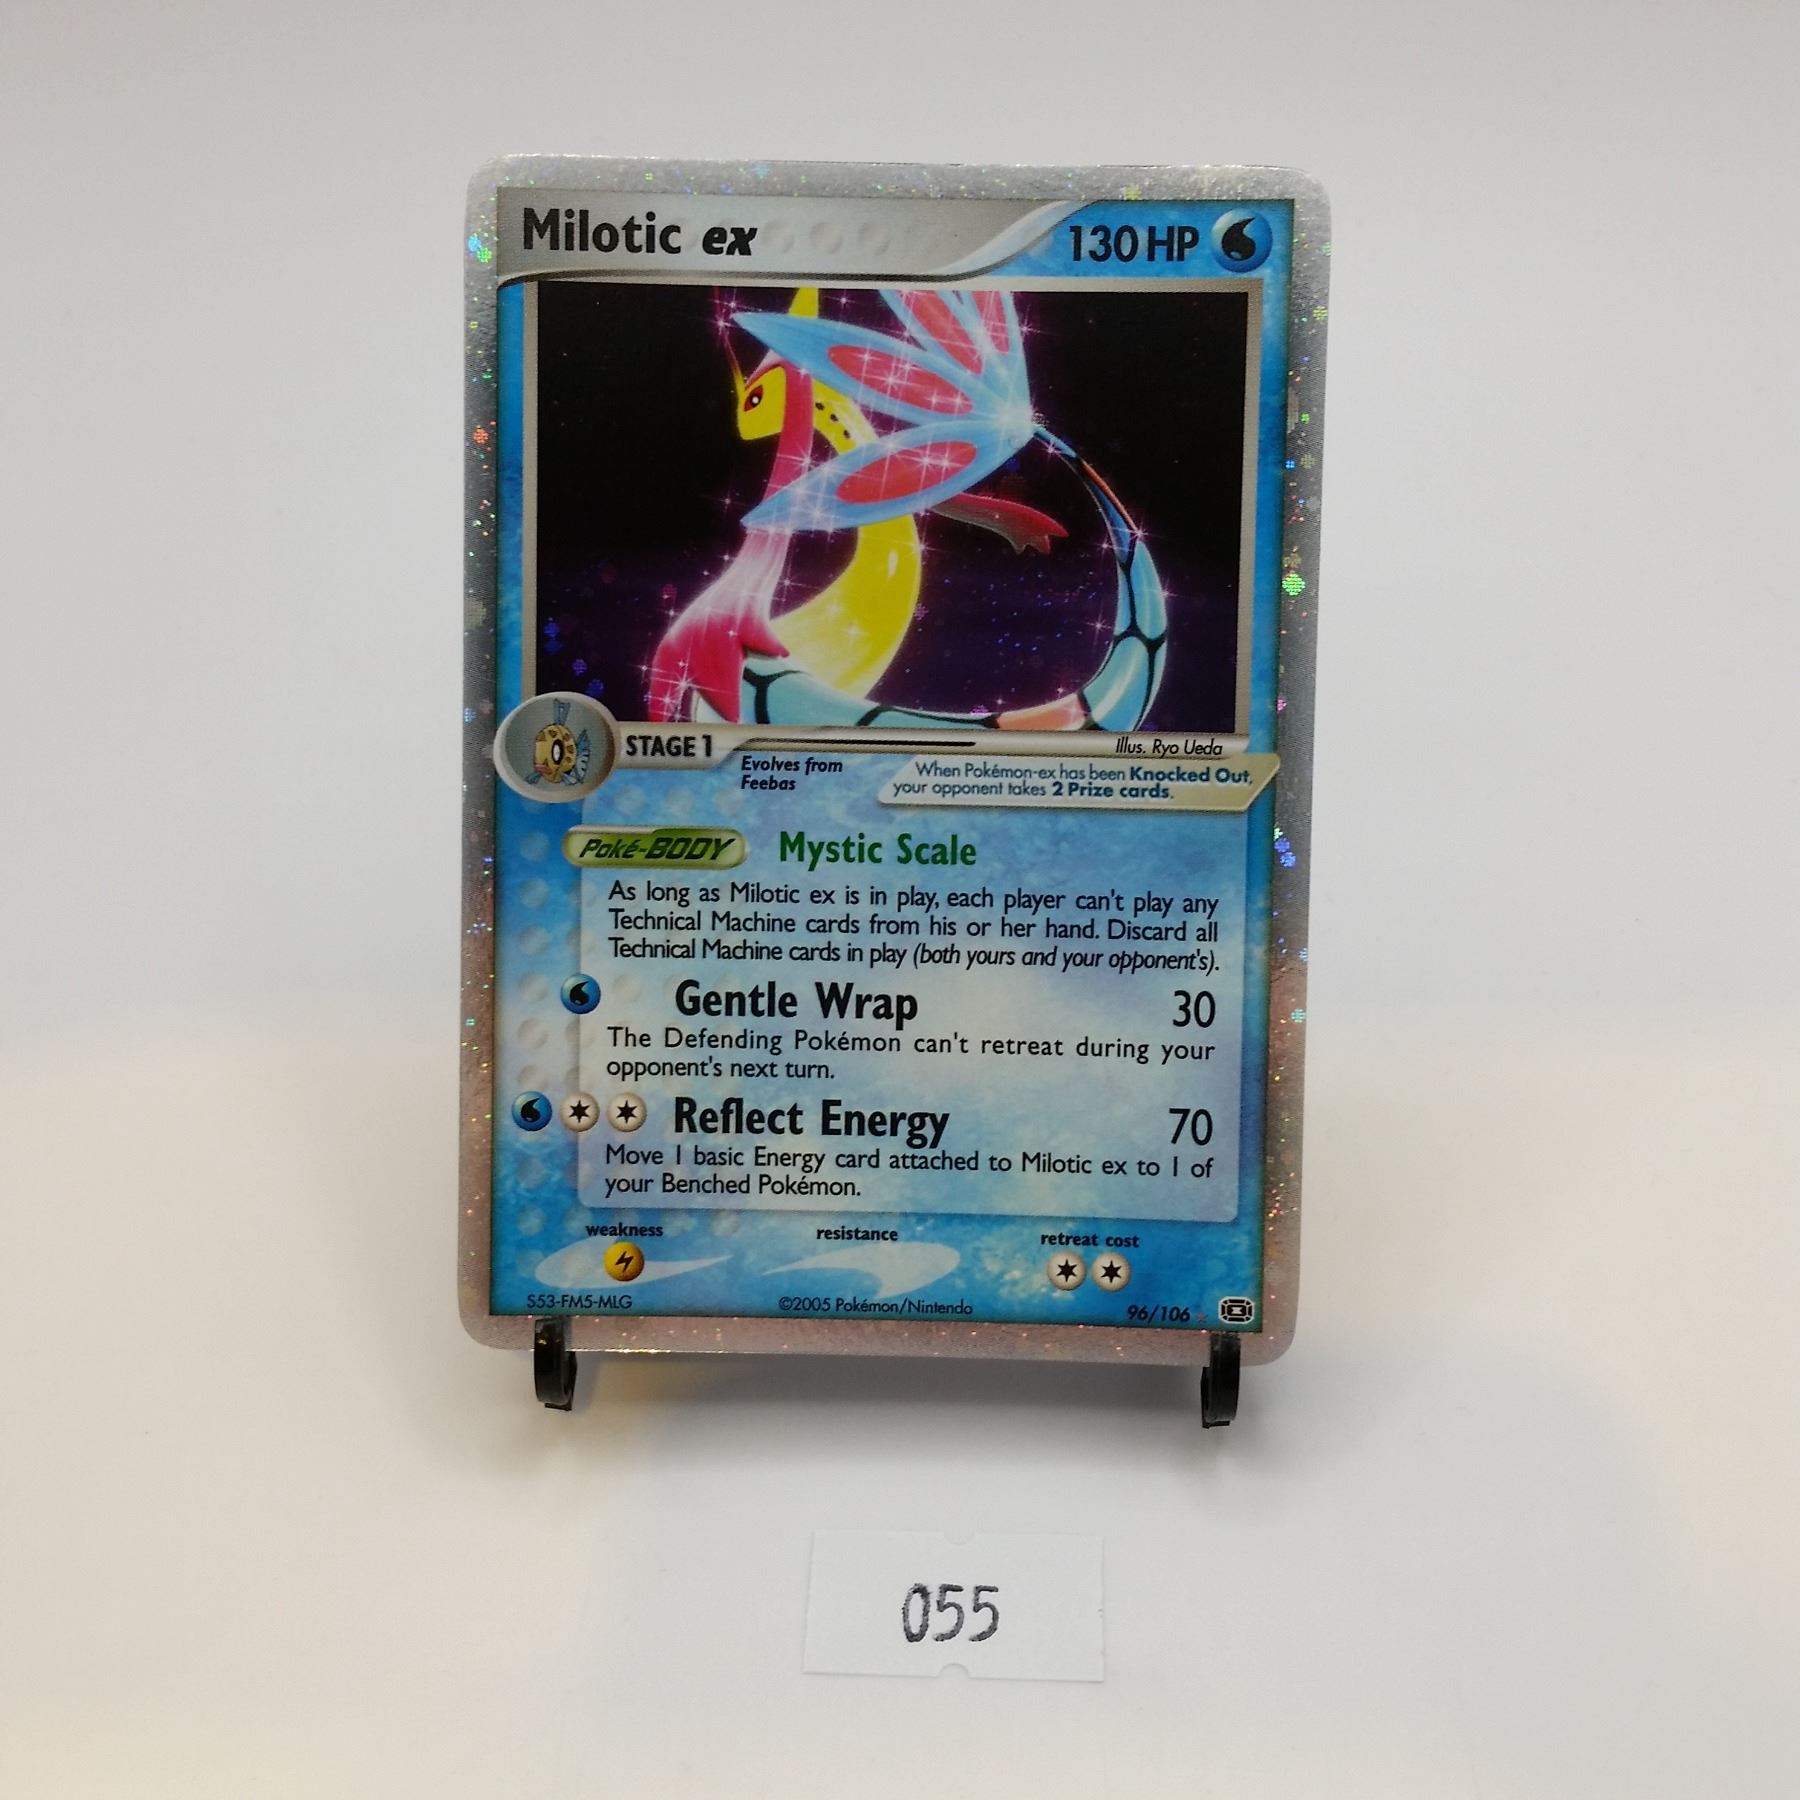 Milotic ex 130 HP
STAGE 1
Evolves from
Feebas
Illus. Ryo Ueda
When Pokémon-ex has been Knocked Out,
your opponent takes 2 Prize cards.
Poké-BODY Mystic Scale
As long as Milotic ex is in play, each player can't play any
Technical Machine cards from his or her hand. Discard all
Technical Machine cards in play (both yours and your opponent's).
Gentle Wrap 30
The Defending Pokémon can't retreat during your
opponent's next turn.
Reflect Energy 70
Move 1 basic Energy card attached to Milotic ex to 1 of
your Benched Pokémon.
weakness resistance retreat cost
S53-FM5-MLG ©2005 Pokémon/Nintendo 96/106
055